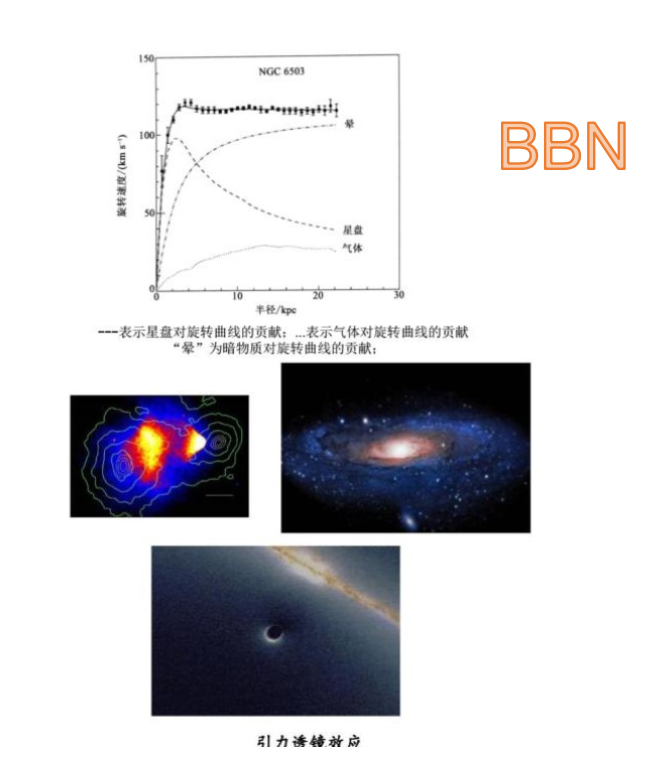 150
NGC 6503
BBN
晕
100
旋转速度/(km s⁻¹)
50
星盘
气体
0
0 10 20 30
半径/kpc
---表示星盘对旋转曲线的贡献；...表示气体对旋转曲线的贡献
“晕”为暗物质对旋转曲线的贡献；
引力透镜效应